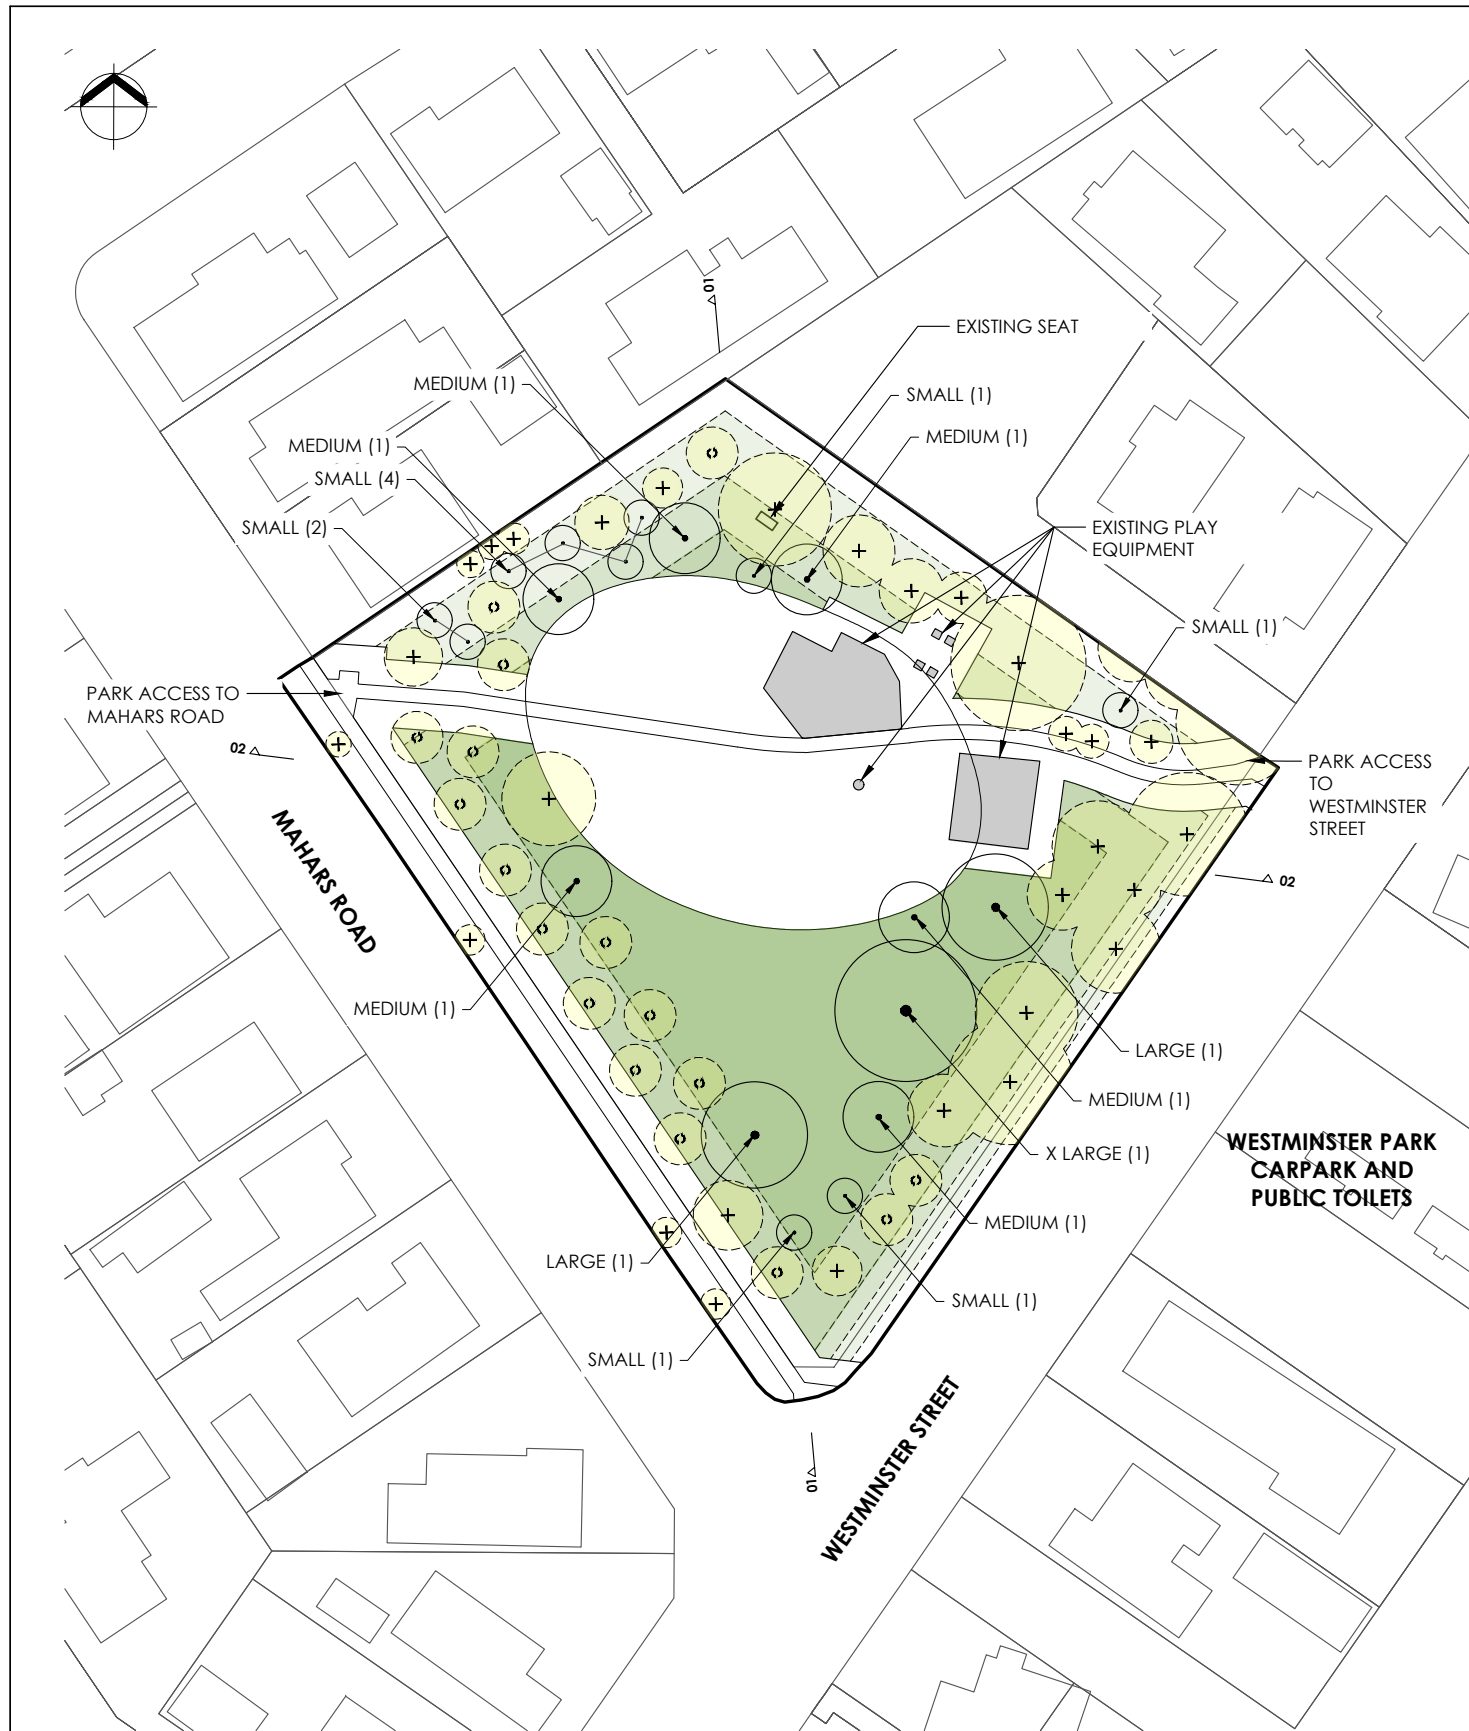 01
EXISTING SEAT
MEDIUM (1)
SMALL (1)
MEDIUM (1)
MEDIUM (1)
SMALL (4)
SMALL (2)
EXISTING PLAY
EQUIPMENT
SMALL (1)
PARK ACCESS TO
MAHARS ROAD
02
PARK ACCESS
TO
WESTMINSTER
STREET
MAHARS ROAD
02
MEDIUM (1)
LARGE (1)
MEDIUM (1)
X LARGE (1)
WESTMINSTER PARK
CARPARK AND
PUBLIC TOILETS
MEDIUM (1)
LARGE (1)
SMALL (1)
SMALL (1)
WESTMINSTER STREET
01